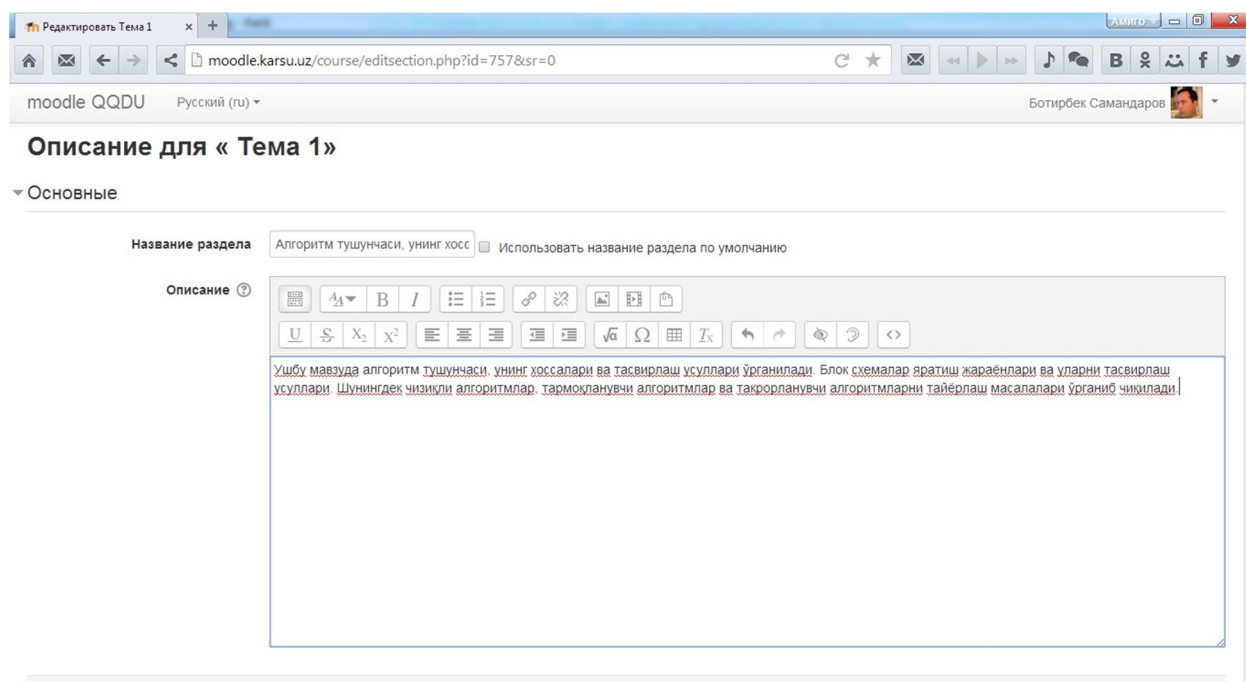 Редактировать Тема 1
Амиго
moodle.karsu.uz/course/editsection.php?id=757&sr=0
moodle QQDU Русский (ru) Ботирбек Самандаров
Описание для « Тема 1»
Основные
Название раздела Алгоритм тушунчаси, унинг хосс Использовать название раздела по умолчанию
Описание
Ушбу мавзуда алгоритм тушунчаси, унинг хоссалари ва тасвирлаш усуллари ўрганилади. Блок схемалар яратиш жараёнлари ва уларни тасвирлаш
усуллари. Шунингдек чизиқли алгоритмлар, тармоқланувчи алгоритмлар ва такрорланувчи алгоритмларни тайёрлаш масалалари ўрганиб чиқилади.